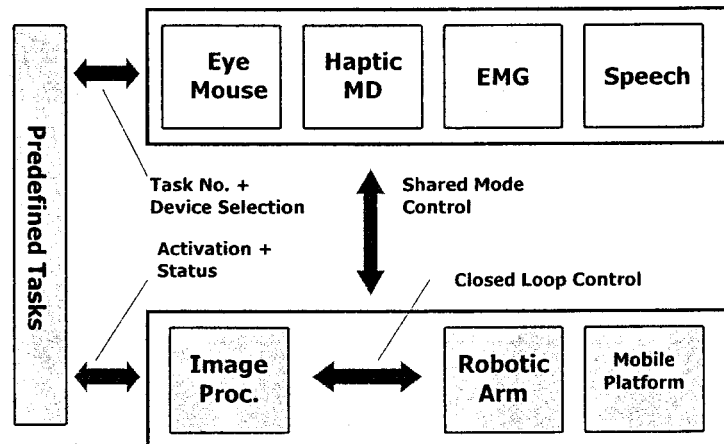 Predefined Tasks
Eye
Mouse
Haptic
MD
EMG
Speech
Task No. +
Device Selection
Shared Mode
Control
Activation +
Status
Closed Loop Control
Image
Proc.
Robotic
Arm
Mobile
Platform